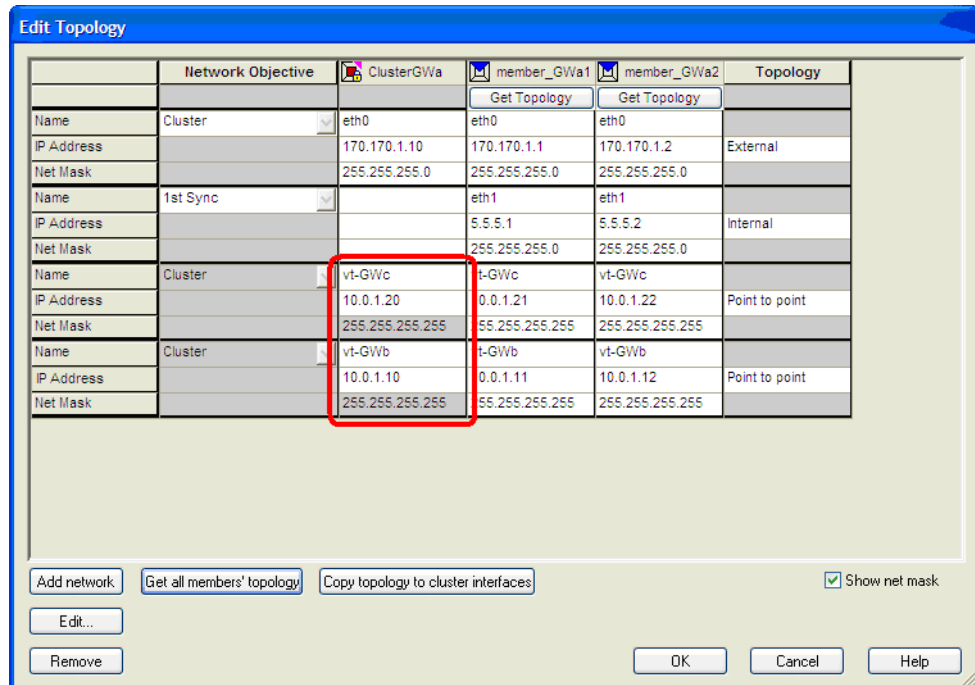 Edit Topology
Network Objective ClusterGWa member_GWa1 member_GWa2 Topology
Get Topology Get Topology
Name Cluster eth0 eth0 eth0
IP Address 170.170.1.10 170.170.1.1 170.170.1.2 External
Net Mask 255.255.255.0 255.255.255.0 255.255.255.0
Name 1st Sync eth1 eth1
IP Address 5.5.5.1 5.5.5.2 Internal
Net Mask 255.255.255.0 255.255.255.0
Name Cluster vt-GWc t-GWc vt-GWc
IP Address 10.0.1.20 0.0.1.21 10.0.1.22 Point to point
Net Mask 255.255.255.255 55.255.255.255 255.255.255.255
Name Cluster vt-GWb t-GWb vt-GWb
IP Address 10.0.1.10 0.0.1.11 10.0.1.12 Point to point
Net Mask 255.255.255.255 55.255.255.255 255.255.255.255
Add network Get all members' topology Copy topology to cluster interfaces Show net mask
Edit...
Remove OK Cancel Help